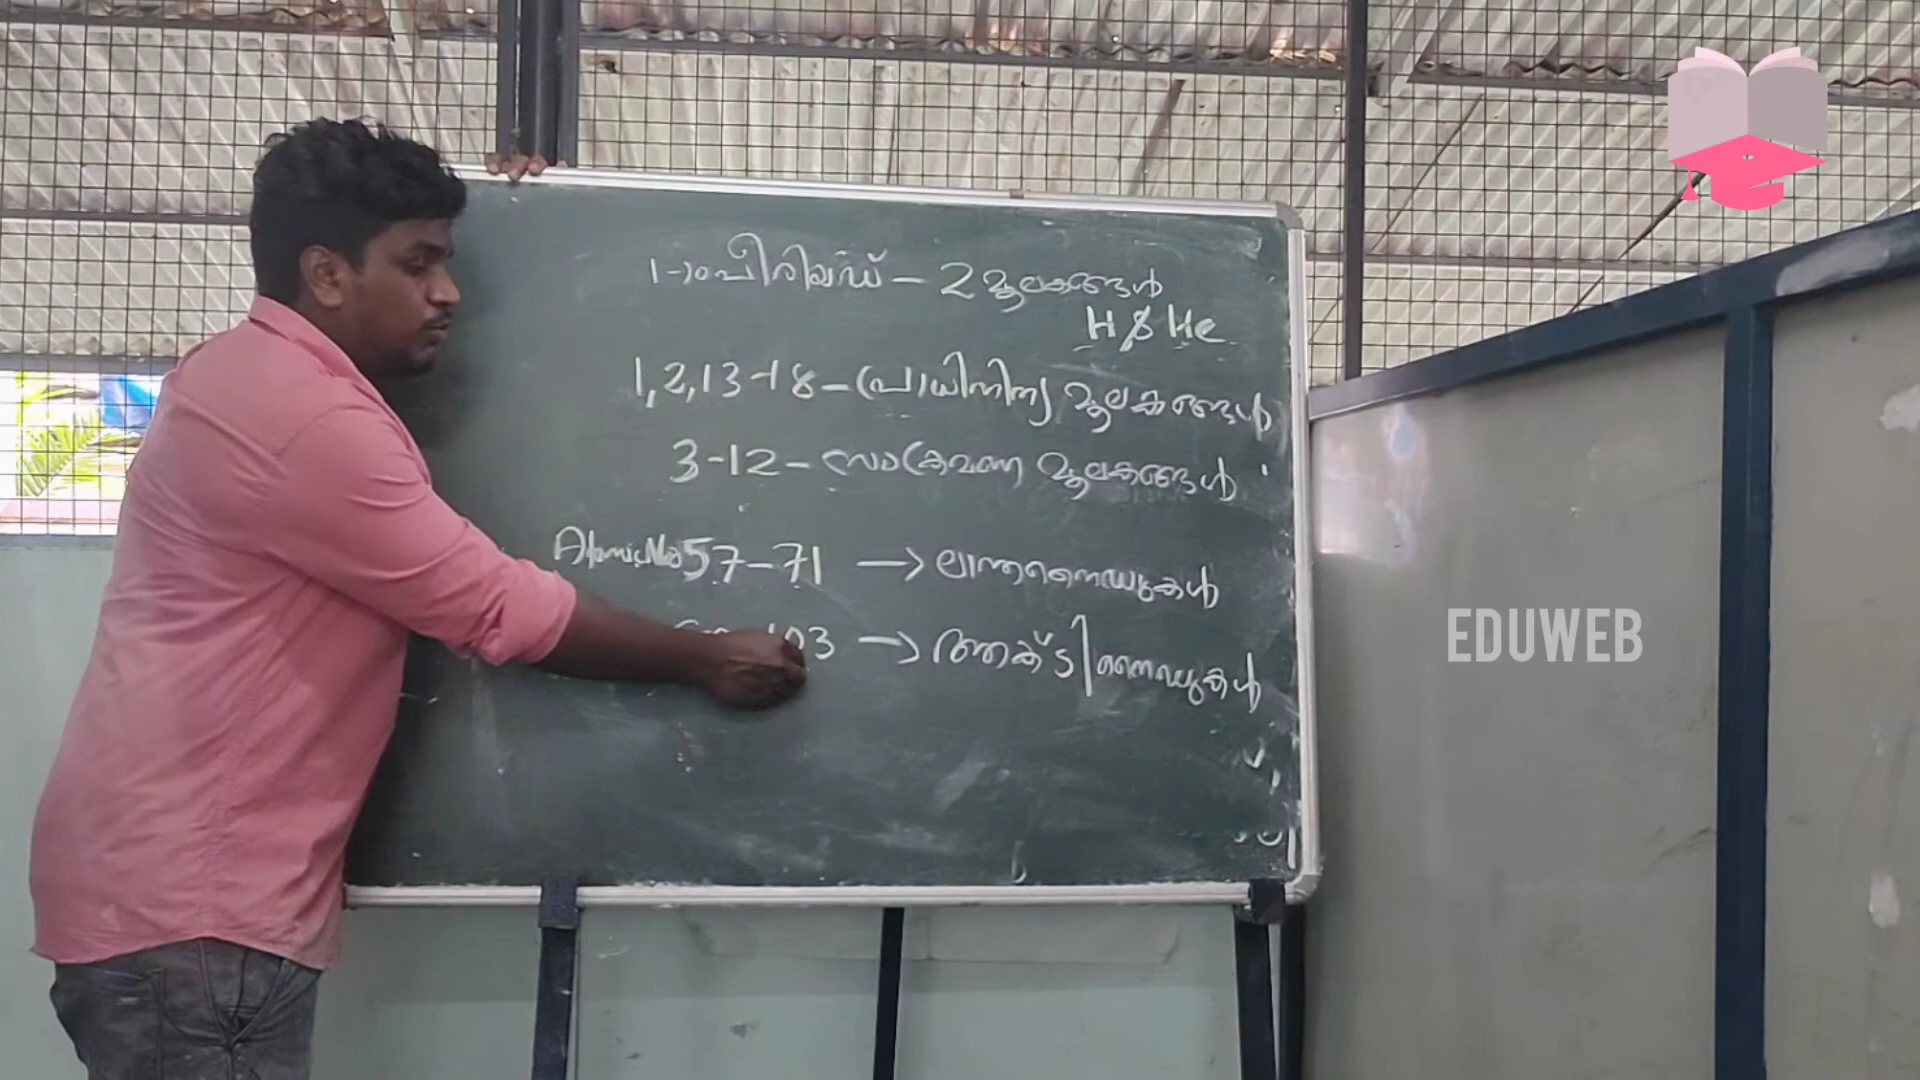 1-ാം പീരിയഡ് - 2 മൂലകങ്ങൾ
H & He
1, 2, 13-18 - പ്രാധിനിത്യ മൂലകങ്ങൾ
3-12 - സംക്രമണ മൂലകങ്ങൾ
Atomic No 57-71 → ലാന്തനൈഡുകൾ
103 → ആക്ടിനൈഡുകൾ
EDUWEB